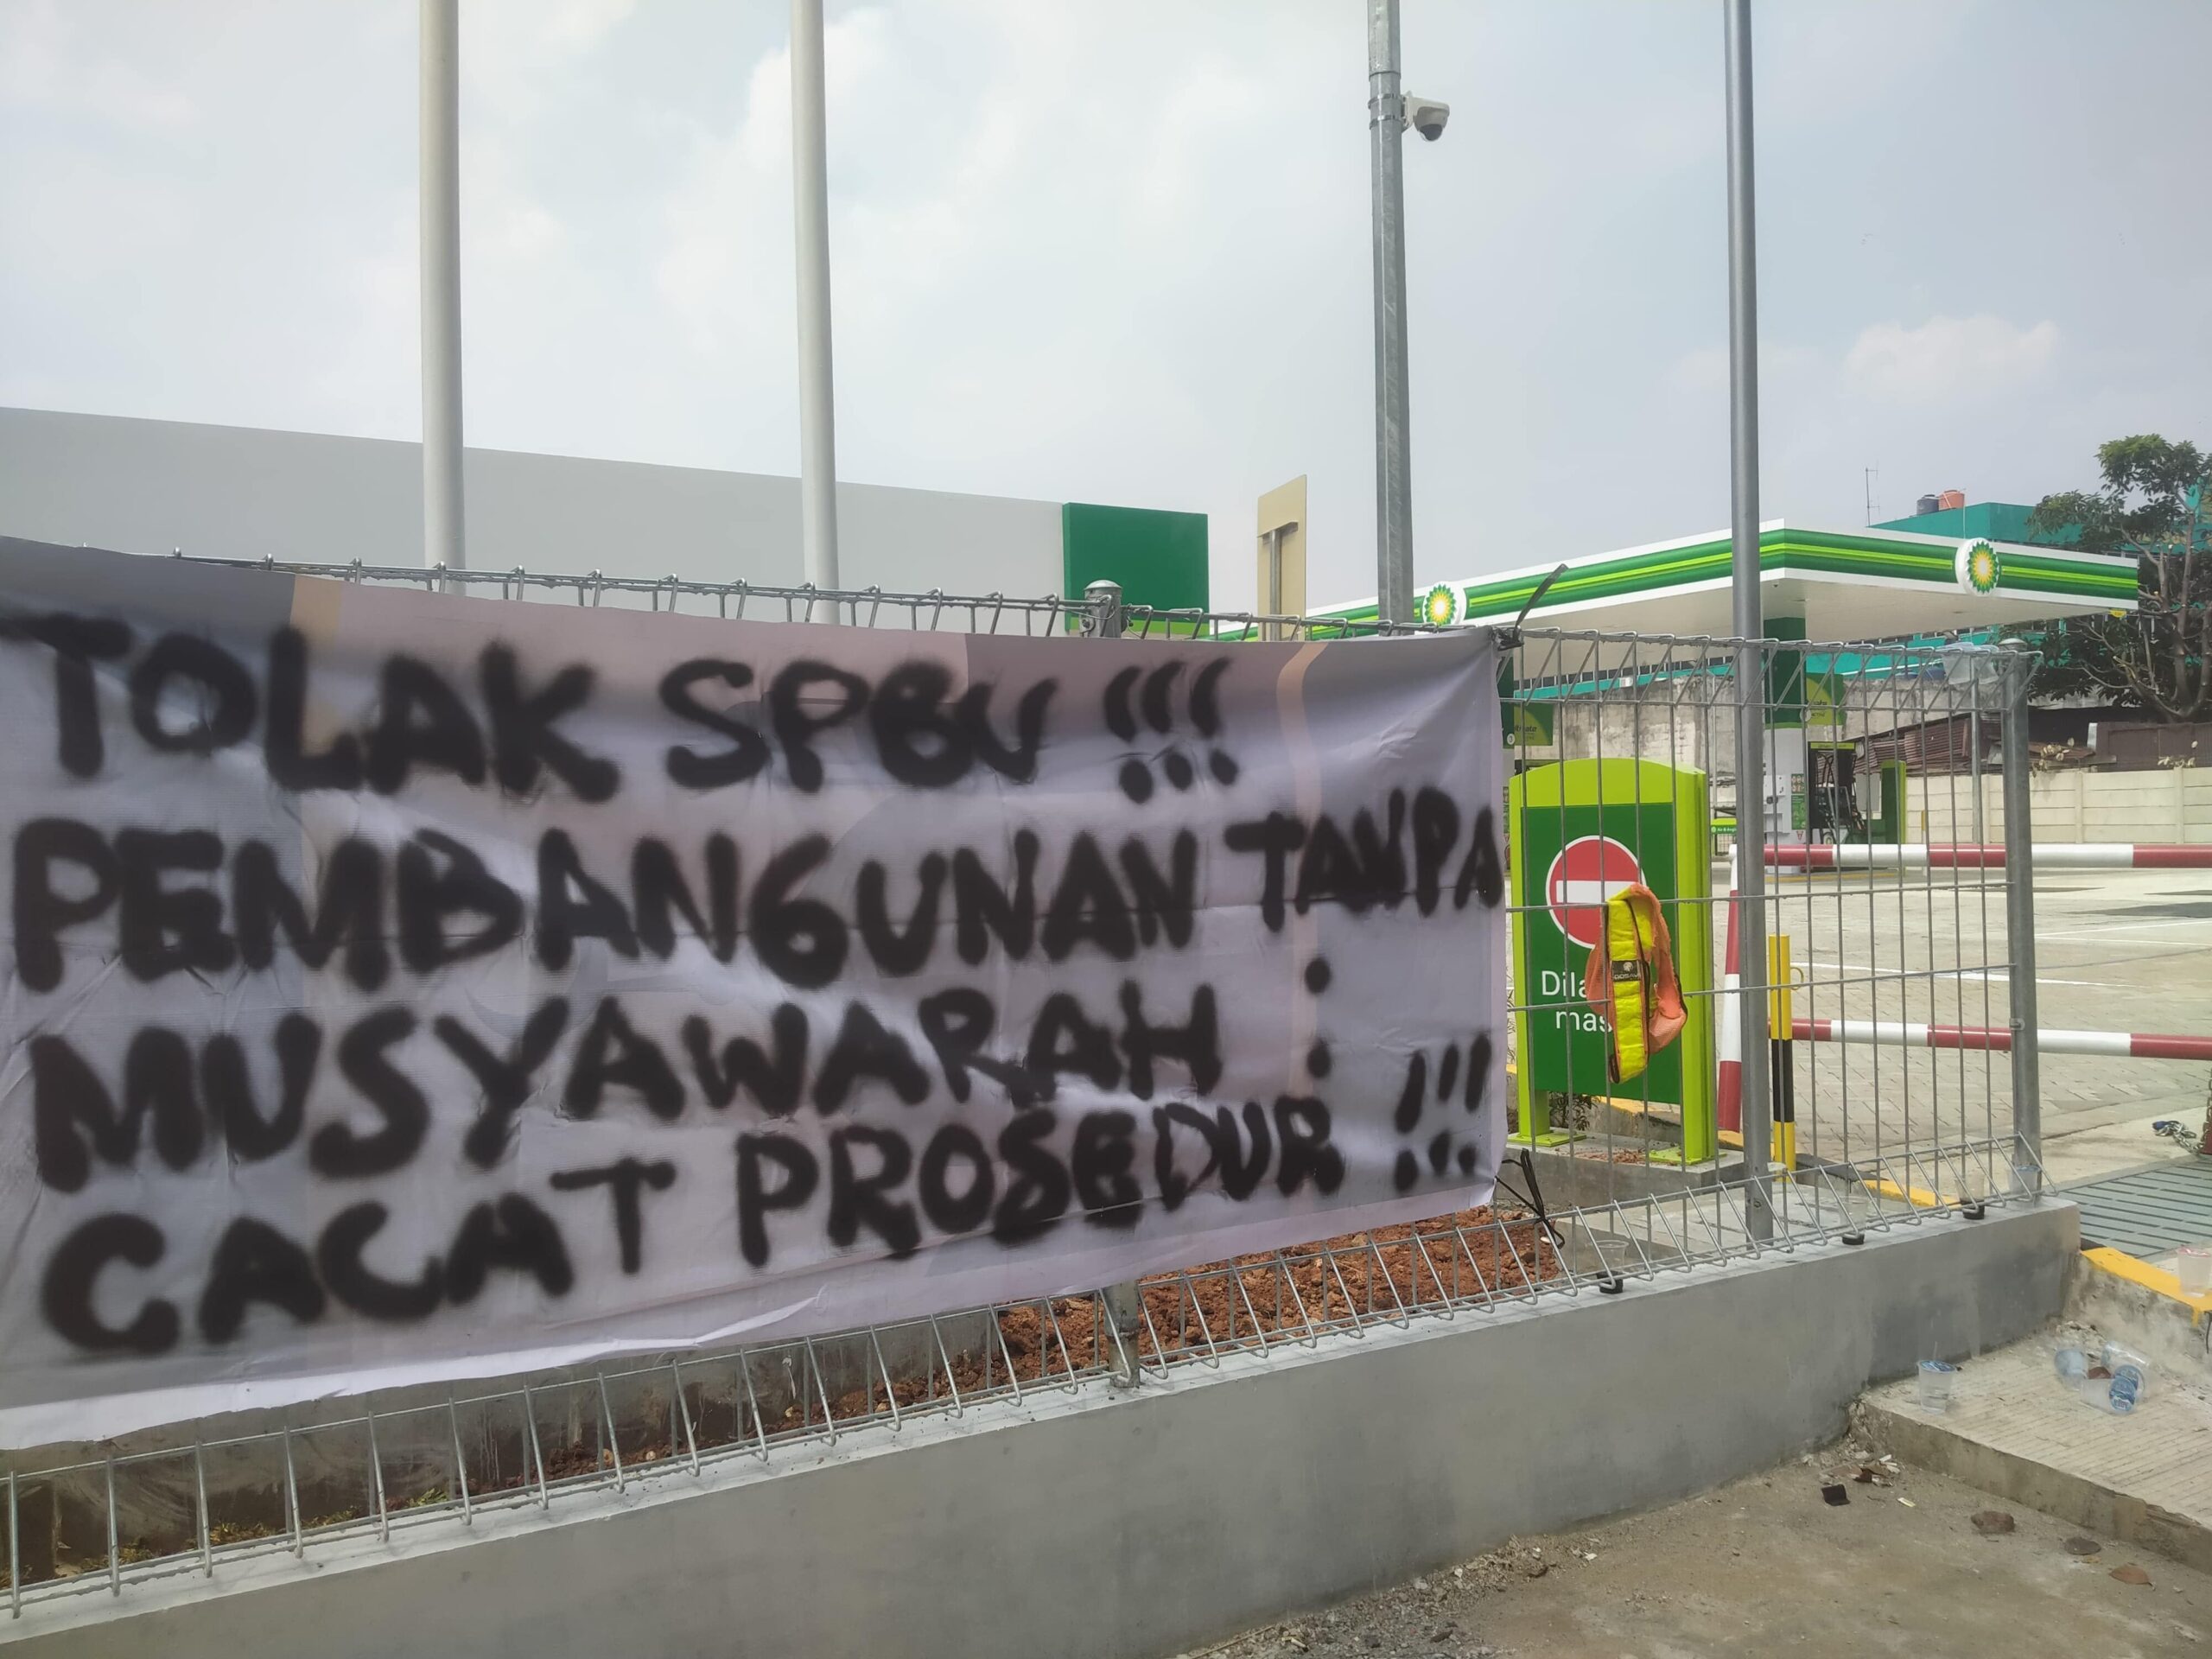 TOLAK SPBU !!!
PEMBANGUNAN TANPA
MUSYAWARAH :
CACAT PROSEDUR !!!